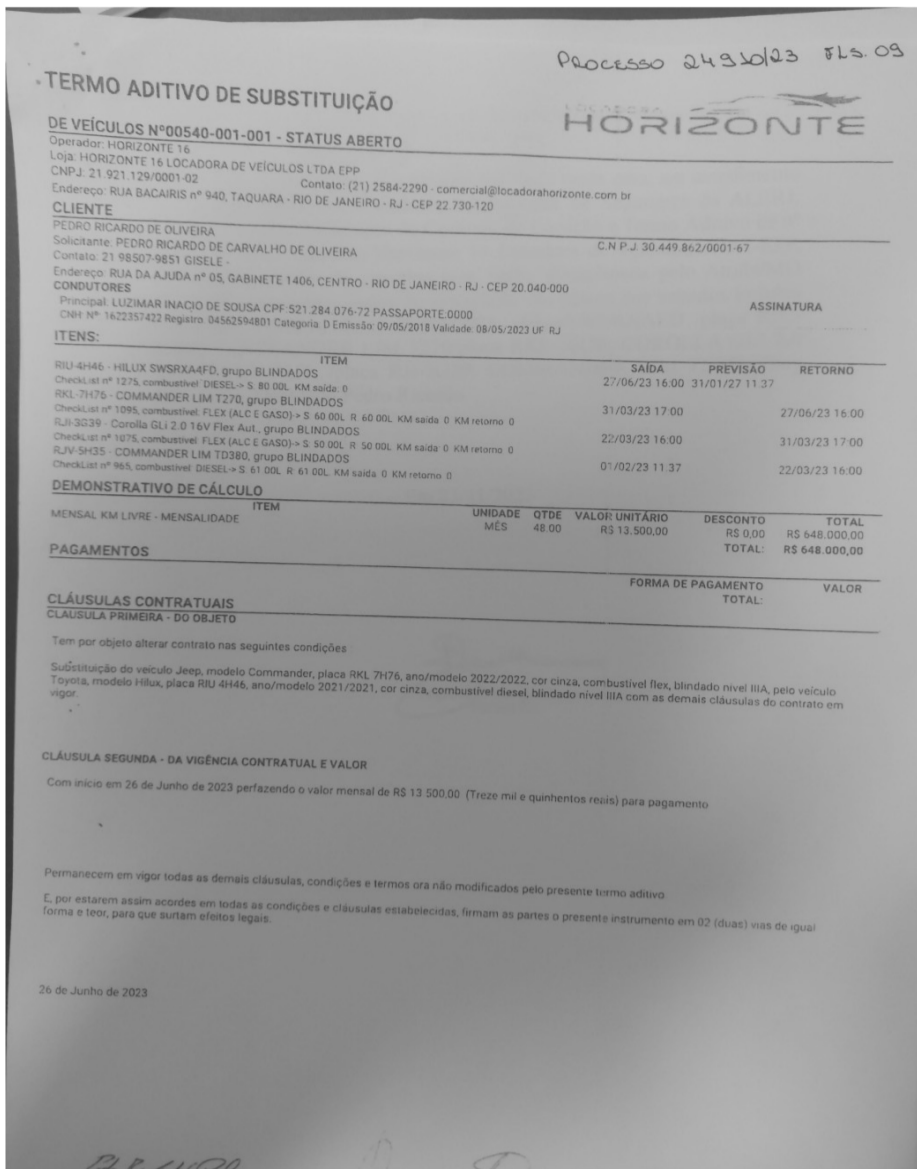 PROCESSO 24910/23 FLS. 09
TERMO ADITIVO DE SUBSTITUIÇÃO
LOCADORA
HORIZONTE
DE VEÍCULOS Nº00540-001-001 - STATUS ABERTO
Operador: HORIZONTE 16
Loja: HORIZONTE 16 LOCADORA DE VEÍCULOS LTDA EPP
CNPJ: 21.921.129/0001-02 Contato: (21) 2584-2290 - comercial@locadorahorizonte.com.br
Endereço: RUA BACAIRIS nº 940, TAQUARA - RIO DE JANEIRO - RJ - CEP 22.730-120
CLIENTE
PEDRO RICARDO DE OLIVEIRA C.N.P.J. 30.449.862/0001-67
Solicitante: PEDRO RICARDO DE CARVALHO DE OLIVEIRA
Contato: 21 98507-9851 GISELE -
Endereço: RUA DA AJUDA nº 05, GABINETE 1406, CENTRO - RIO DE JANEIRO - RJ - CEP 20.040-000
CONDUTORES ASSINATURA
Principal: LUZIMAR INACIO DE SOUSA CPF:521.284.076-72 PASSAPORTE:0000
CNH: Nº: 1622357422 Registro: 04562594801 Categoria: D Emissão: 09/05/2018 Validade: 08/05/2023 UF: RJ
ITENS:
ITEM SAÍDA PREVISÃO RETORNO
RIU-4H46 - HILUX SWSRXA4FD, grupo BLINDADOS 27/06/23 16:00 31/01/27 11:37
CheckList nº 1275, combustível: DIESEL-> S: 80.00L KM saída: 0
RKL-7H76 - COMMANDER LIM T270, grupo BLINDADOS 31/03/23 17:00 27/06/23 16:00
CheckList nº 1095, combustível: FLEX (ALC E GASO)-> S: 60.00L R: 60.00L KM saída: 0 KM retorno: 0
RJI-3G39 - Corolla GLi 2.0 16V Flex Aut., grupo BLINDADOS 22/03/23 16:00 31/03/23 17:00
CheckList nº 1075, combustível: FLEX (ALC E GASO)-> S: 50.00L R: 50.00L KM saída: 0 KM retorno: 0
RJV-5H35 - COMMANDER LIM TD380, grupo BLINDADOS 01/02/23 11:37 22/03/23 16:00
CheckList nº 965, combustível: DIESEL-> S: 61.00L R: 61.00L KM saída: 0 KM retorno: 0
DEMONSTRATIVO DE CÁLCULO
ITEM UNIDADE QTDE VALOR UNITÁRIO DESCONTO TOTAL
MENSAL KM LIVRE - MENSALIDADE MÊS 48.00 R$ 13.500,00 R$ 0,00 R$ 648.000,00
TOTAL: R$ 648.000,00
PAGAMENTOS
FORMA DE PAGAMENTO VALOR
TOTAL:
CLÁUSULAS CONTRATUAIS
CLAUSULA PRIMEIRA - DO OBJETO
Tem por objeto alterar contrato nas seguintes condições
Substituição do veículo Jeep, modelo Commander, placa RKL 7H76, ano/modelo 2022/2022, cor cinza, combustível flex, blindado nível IIIA, pelo veículo
Toyota, modelo Hilux, placa RIU 4H46, ano/modelo 2021/2021, cor cinza, combustível diesel, blindado nível IIIA com as demais cláusulas do contrato em
vigor.
CLÁUSULA SEGUNDA - DA VIGÊNCIA CONTRATUAL E VALOR
Com início em 26 de Junho de 2023 perfazendo o valor mensal de R$ 13.500,00 (Treze mil e quinhentos reais) para pagamento
Permanecem em vigor todas as demais cláusulas, condições e termos ora não modificados pelo presente termo aditivo.
E, por estarem assim acordes em todas as condições e cláusulas estabelecidas, firmam as partes o presente instrumento em 02 (duas) vias de igual
forma e teor, para que surtam efeitos legais.
26 de Junho de 2023